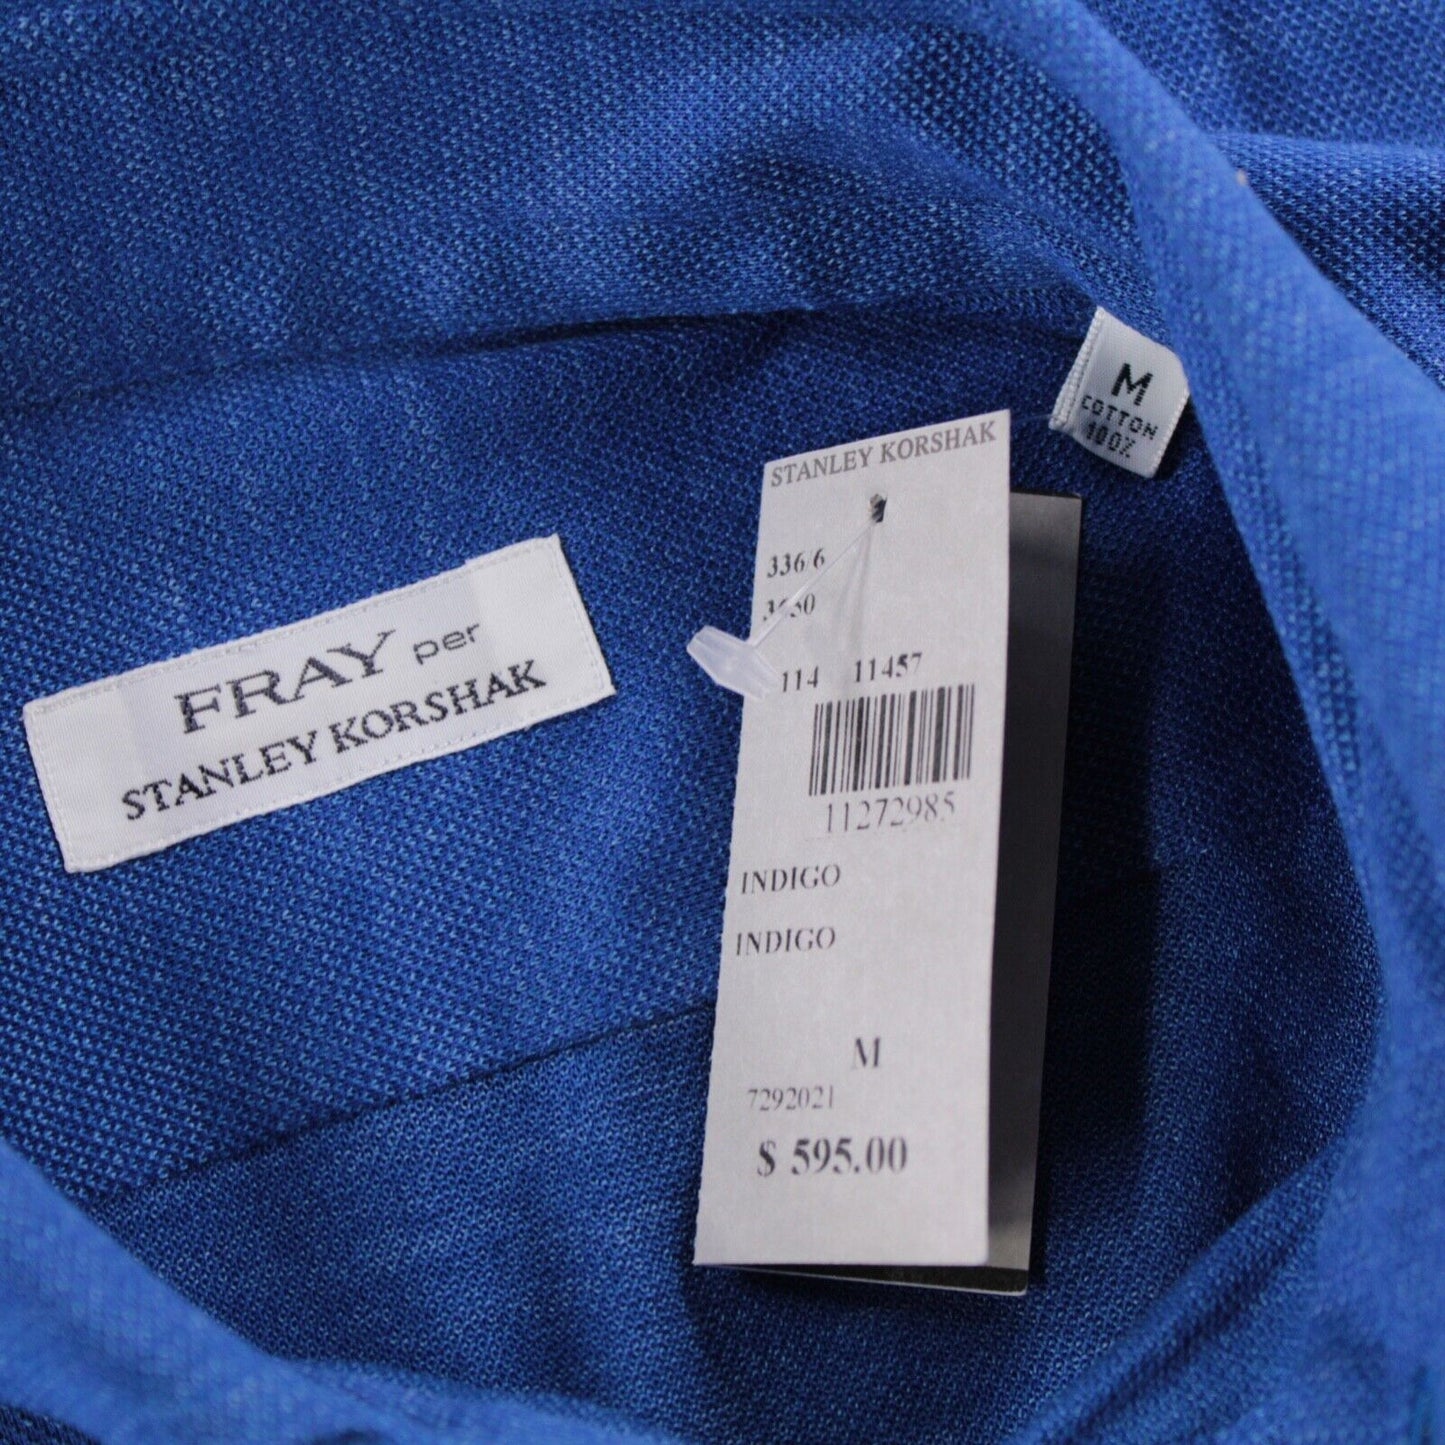 FRAY per
STANLEY KORSHAK
M
COTTON
100%
STANLEY KORSHAK
336/6
114 11457
11272985
INDIGO
INDIGO
M
7292021
$ 595.00